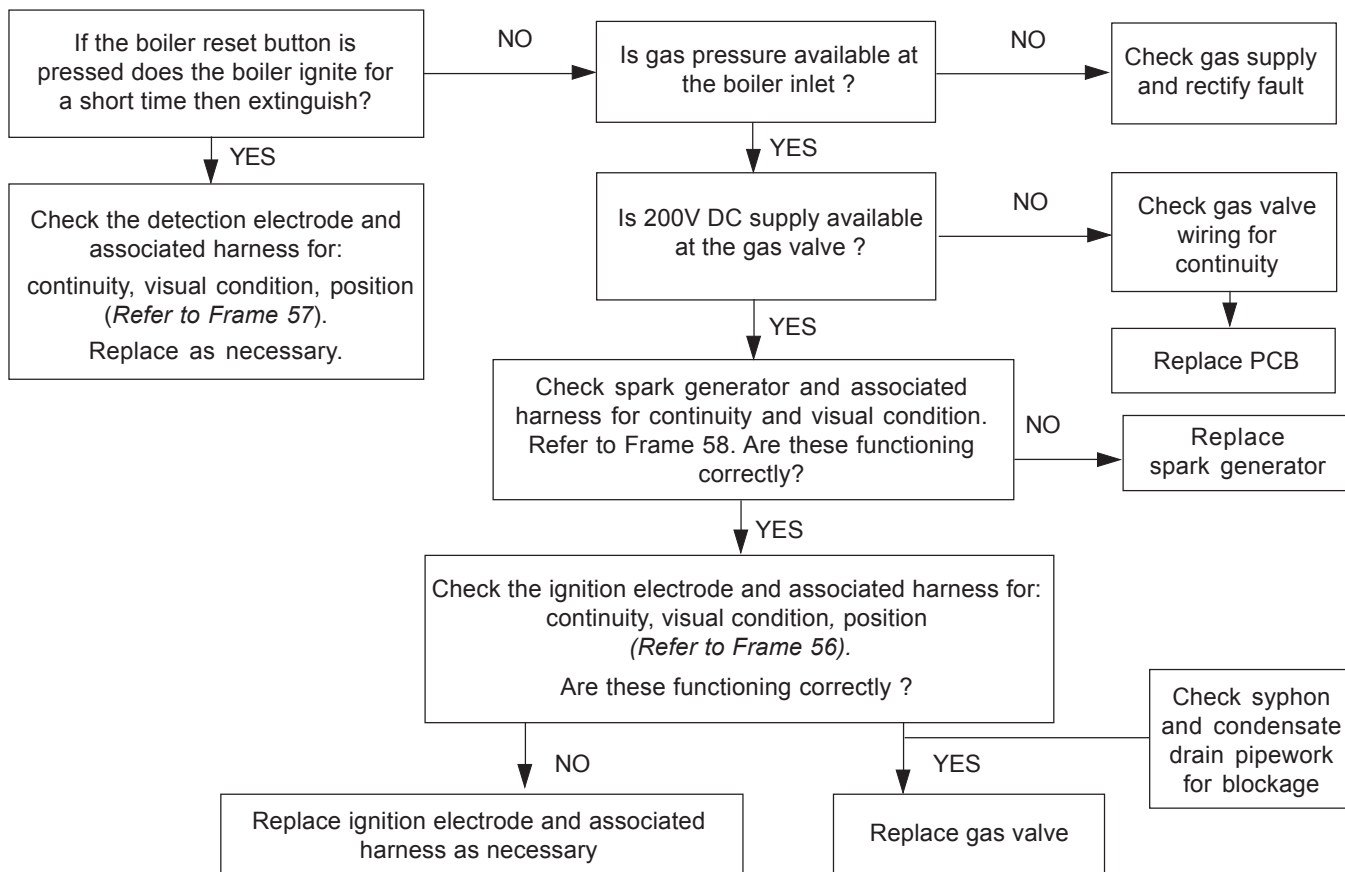 If the boiler reset button is
pressed does the boiler ignite for
a short time then extinguish?
NO
Is gas pressure available at
the boiler inlet ?
NO
Check gas supply
and rectify fault
YES
YES
Check the detection electrode and
associated harness for:
continuity, visual condition, position
(Refer to Frame 57).
Replace as necessary.
Is 200V DC supply available
at the gas valve ?
NO
Check gas valve
wiring for
continuity
YES
Replace PCB
Check spark generator and associated
harness for continuity and visual condition.
Refer to Frame 58. Are these functioning
correctly?
NO
Replace
spark generator
YES
Check the ignition electrode and associated harness for:
continuity, visual condition, position
(Refer to Frame 56).
Are these functioning correctly ?
Check syphon
and condensate
drain pipework
for blockage
NO
YES
Replace ignition electrode and associated
harness as necessary
Replace gas valve